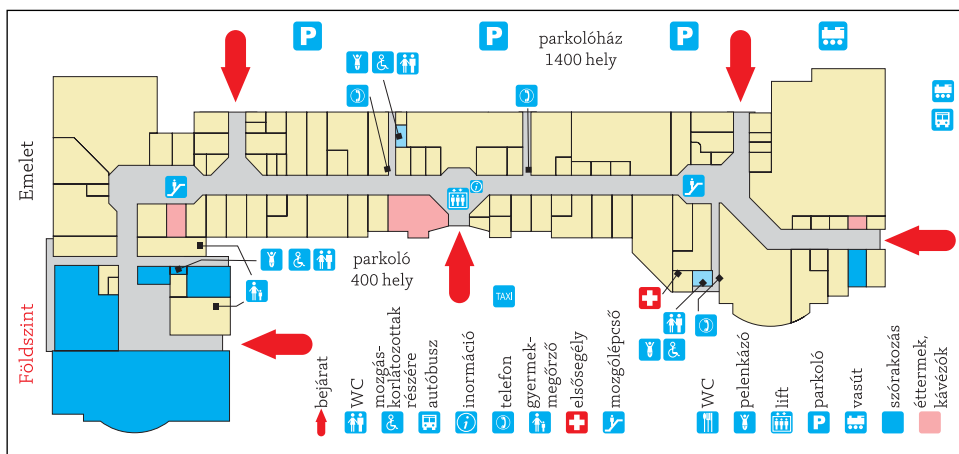 P
P
P
parkolóház
1400 hely
Emelet
Földszint
i
parkoló
400 hely
TAXI
bejárat
WC
mozgás-
korlátozottak
részére
autóbusz
inormáció
i
telefon
gyermek-
megőrző
elsősegély
mozgólépcső
WC
pelenkázó
lift
parkoló
P
vasút
szórakozás
éttermek,
kávézók